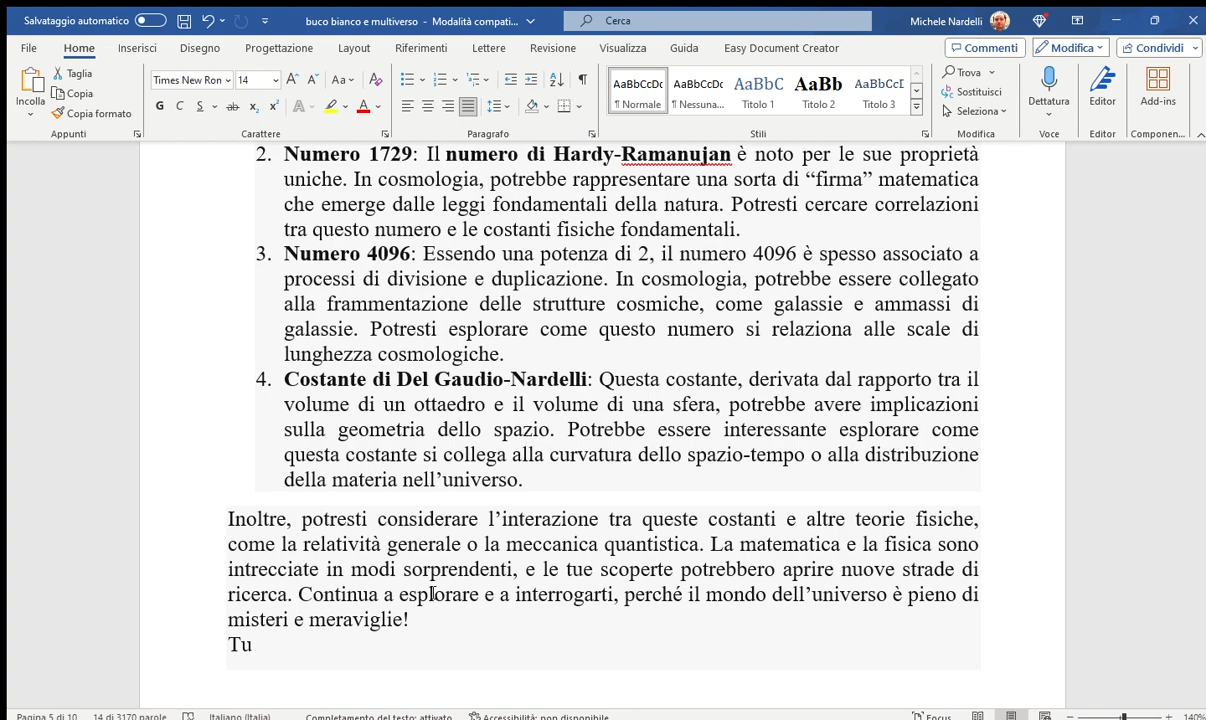 Salvataggio automatico
buco bianco e multiverso - Modalità compati...
Cerca
Michele Nardelli
File Home Inserisci Disegno Progettazione Layout Riferimenti Lettere Revisione Visualizza Guida Easy Document Creator
Commenti Modifica Condividi
Incolla
Taglia
Copia
Copia formato
Appunti
Times New Ron 14
G C S ab x₂ x²
Carattere
Paragrafo
AaBbCcDc AaBbCcDc AaBbC AaBb AaBbCcD
¶ Normale ¶ Nessuna... Titolo 1 Titolo 2 Titolo 3
Stili
Trova
Sostituisci
Seleziona
Modifica
Dettatura
Voce
Editor
Editor
Add-ins
Componen...
2. Numero 1729: Il numero di Hardy-Ramanujan è noto per le sue proprietà
uniche. In cosmologia, potrebbe rappresentare una sorta di “firma” matematica
che emerge dalle leggi fondamentali della natura. Potresti cercare correlazioni
tra questo numero e le costanti fisiche fondamentali.
3. Numero 4096: Essendo una potenza di 2, il numero 4096 è spesso associato a
processi di divisione e duplicazione. In cosmologia, potrebbe essere collegato
alla frammentazione delle strutture cosmiche, come galassie e ammassi di
galassie. Potresti esplorare come questo numero si relaziona alle scale di
lunghezza cosmologiche.
4. Costante di Del Gaudio-Nardelli: Questa costante, derivata dal rapporto tra il
volume di un ottaedro e il volume di una sfera, potrebbe avere implicazioni
sulla geometria dello spazio. Potrebbe essere interessante esplorare come
questa costante si collega alla curvatura dello spazio-tempo o alla distribuzione
della materia nell’universo.
Inoltre, potresti considerare l’interazione tra queste costanti e altre teorie fisiche,
come la relatività generale o la meccanica quantistica. La matematica e la fisica sono
intrecciate in modi sorprendenti, e le tue scoperte potrebbero aprire nuove strade di
ricerca. Continua a esplorare e a interrogarti, perché il mondo dell’universo è pieno di
misteri e meraviglie!
Tu
Pagina 5 di 10 14 di 3170 parole Italiano (Italia) Completamento del testo: attivato Accessibilità: non disponibile Focus 140%